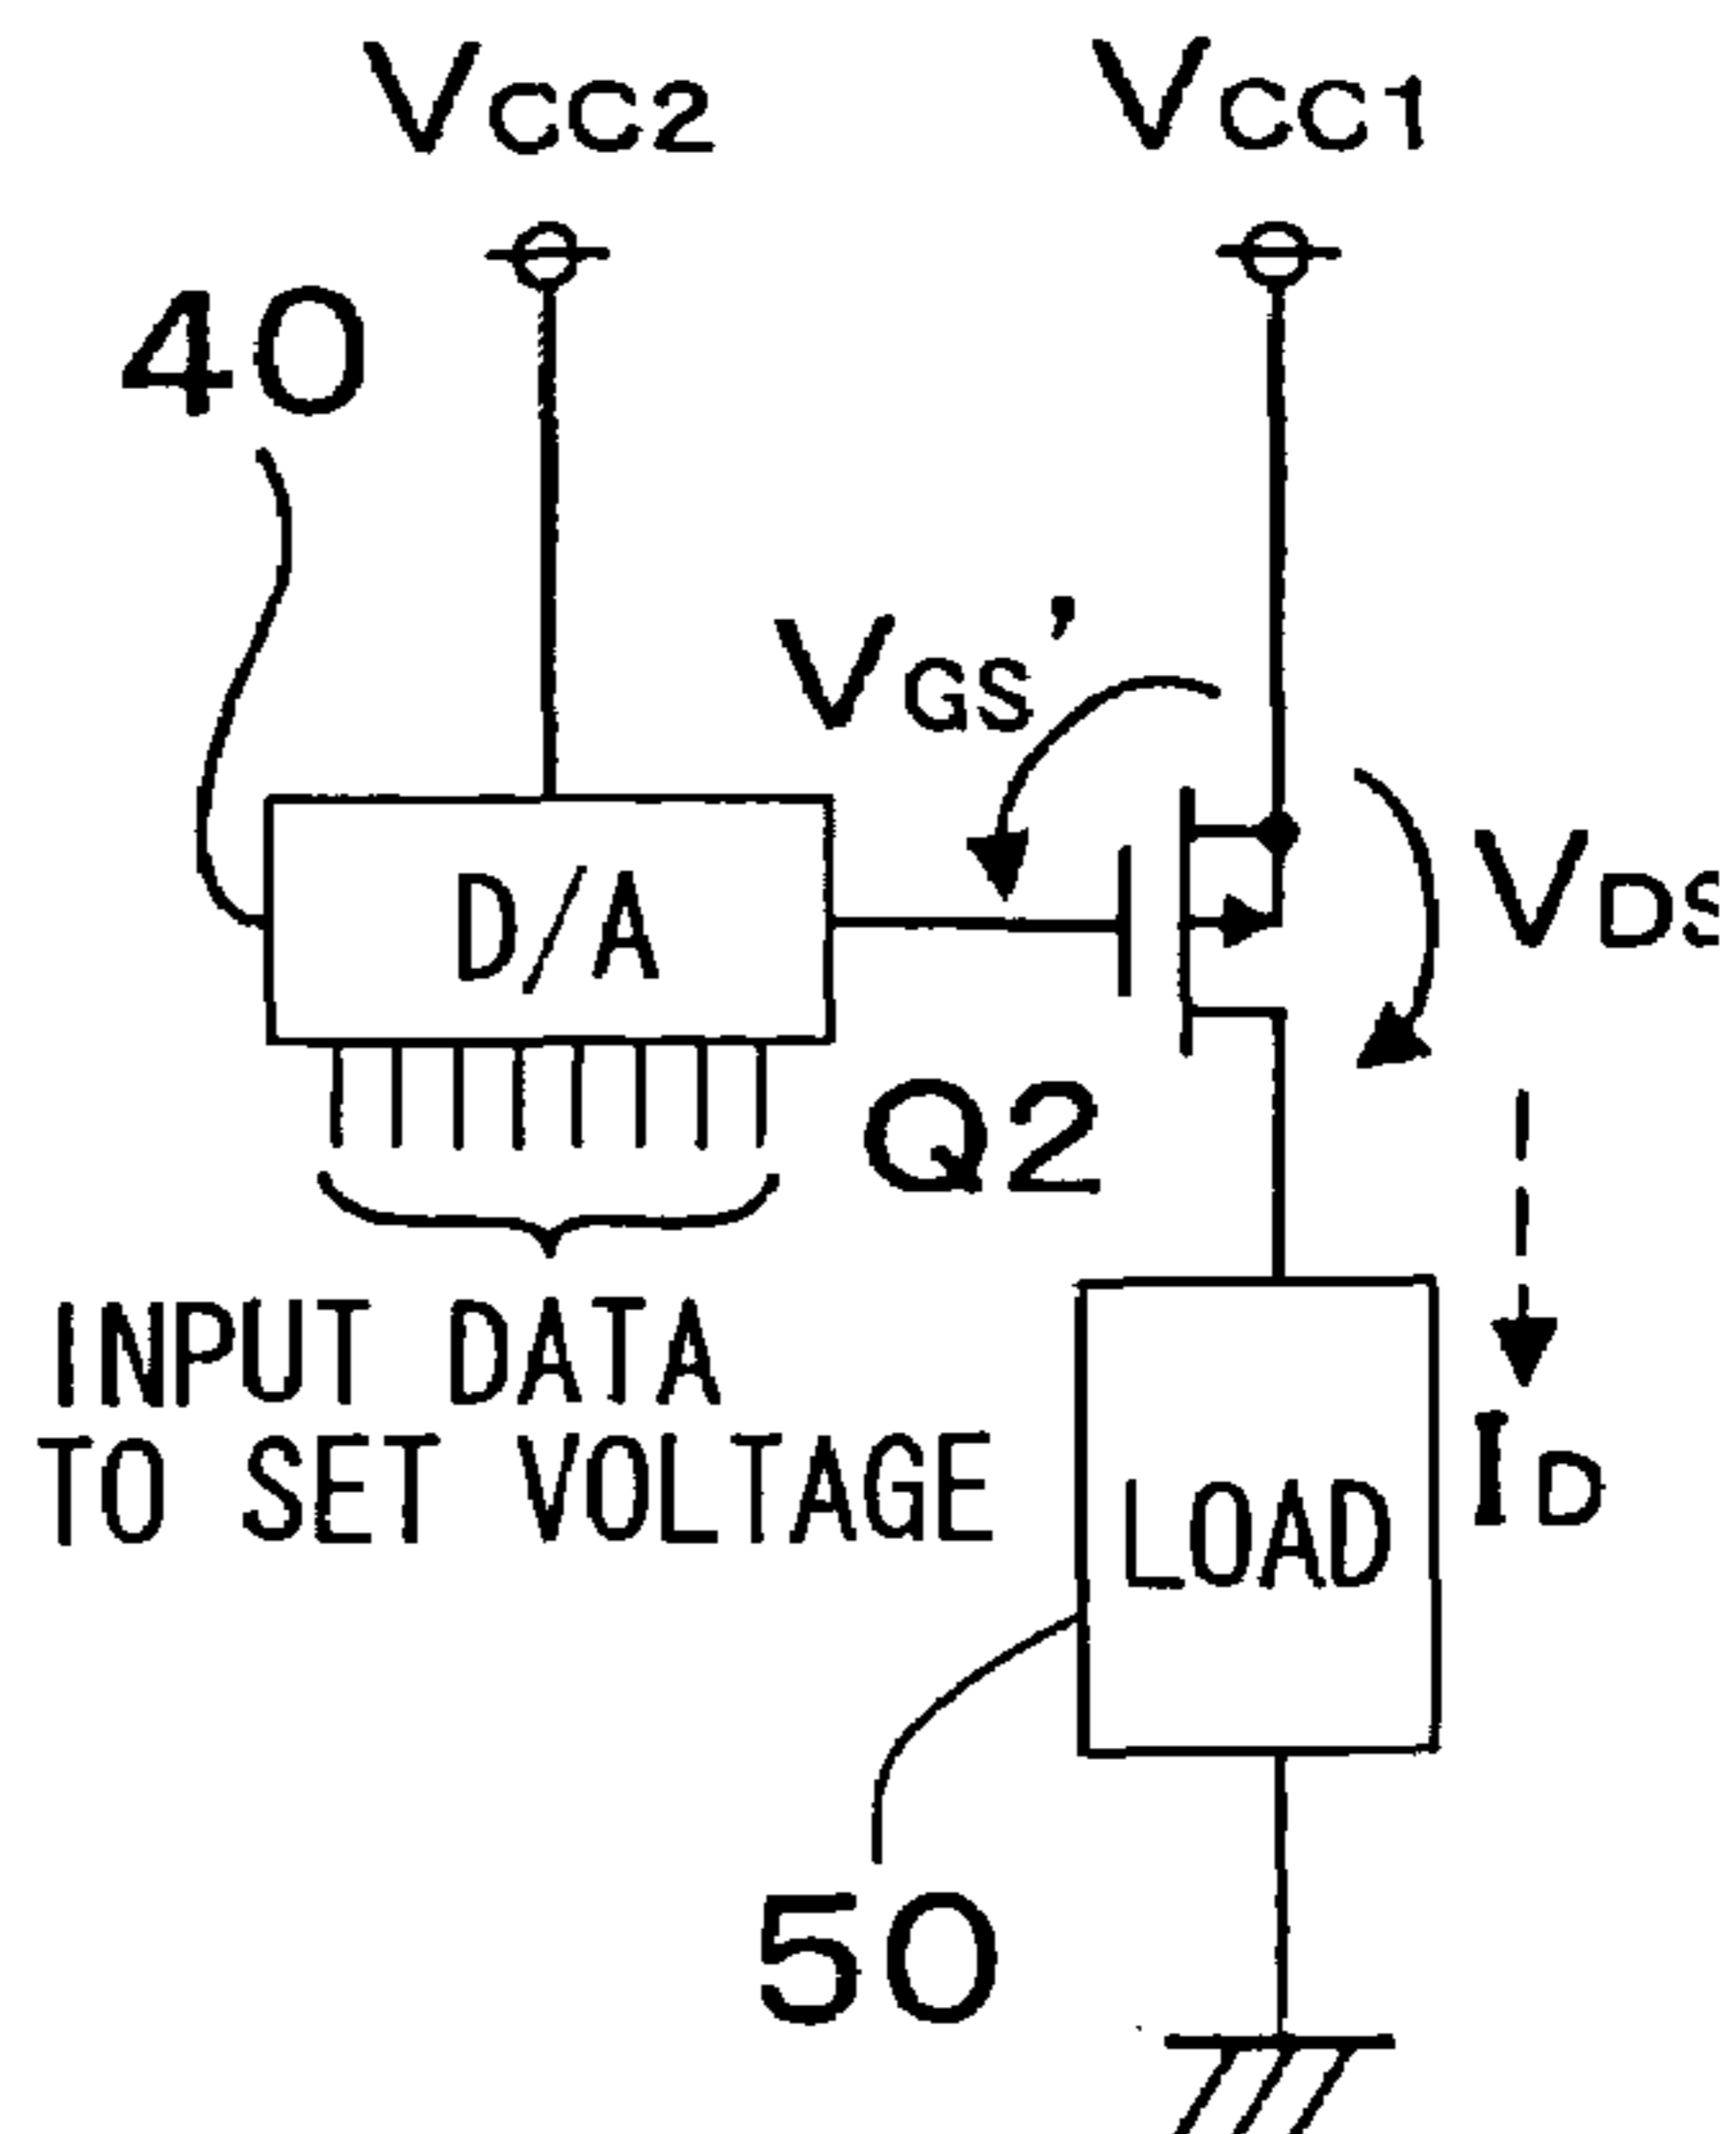 VCC2
VCC1
40
VGS'
D/A
VDS
Q2
INPUT DATA
TO SET VOLTAGE
LOAD
ID
50